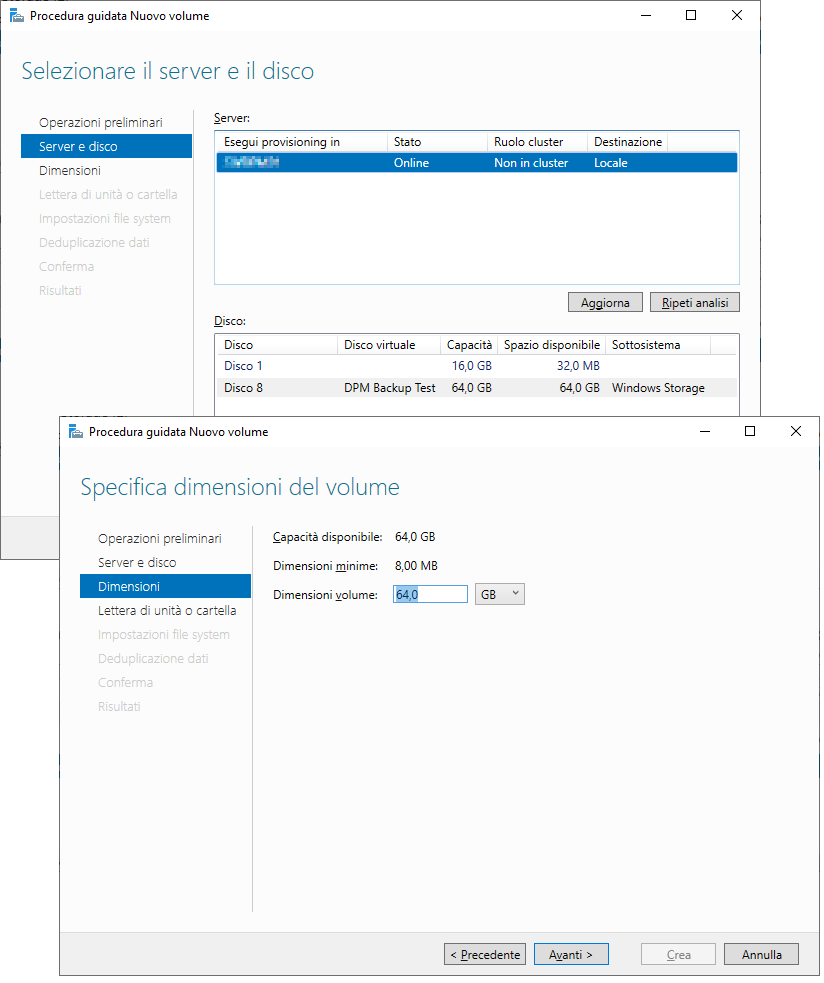 Procedura guidata Nuovo volume
Selezionare il server e il disco
Operazioni preliminari
Server e disco
Dimensioni
Lettera di unità o cartella
Impostazioni file system
Deduplicazione dati
Conferma
Risultati
Server:
Esegui provisioning in Stato Ruolo cluster Destinazione
Online Non in cluster Locale
Aggiorna Ripeti analisi
Disco:
Disco Disco virtuale Capacità Spazio disponibile Sottosistema
Disco 1 16,0 GB 32,0 MB
Disco 8 DPM Backup Test 64,0 GB 64,0 GB Windows Storage
Procedura guidata Nuovo volume
Specifica dimensioni del volume
Operazioni preliminari
Server e disco
Dimensioni
Lettera di unità o cartella
Impostazioni file system
Deduplicazione dati
Conferma
Risultati
Capacità disponibile: 64,0 GB
Dimensioni minime: 8,00 MB
Dimensioni volume: 64,0 GB
< Precedente Avanti > Crea Annulla